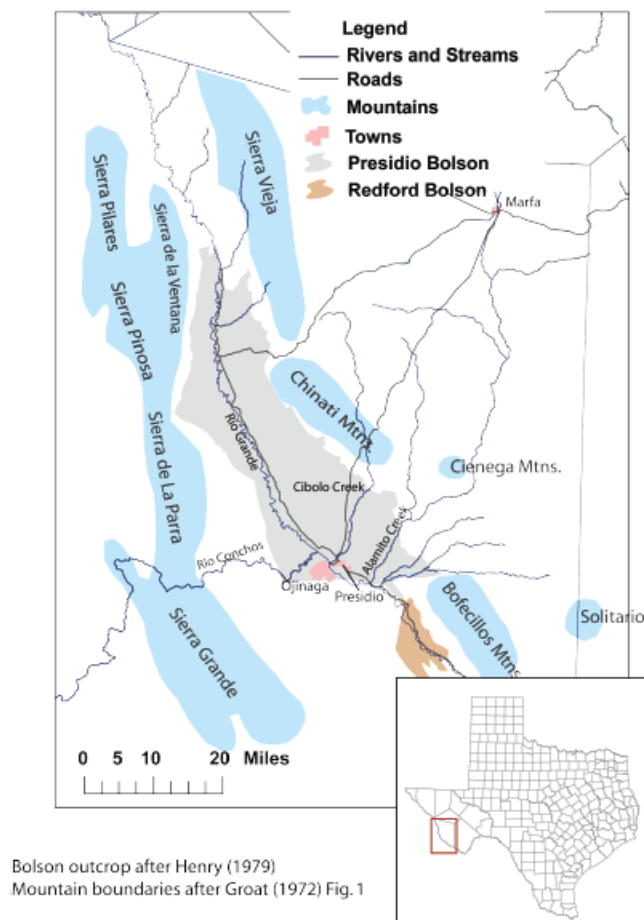 Legend
Rivers and Streams
Roads
Mountains
Towns
Presidio Bolson
Redford Bolson
Marfa
Sierra Vieja
Sierra Pilares
Sierra de la Ventana
Sierra Pinosa
Chinati Mtns.
Rio Grande
Sierra de La Parra
Cienega Mtns.
Cibolo Creek
Alamito Creek
Rio Conchos
Ojinaga
Presidio
Bofecillos Mtns.
Solitario
Sierra Grande
0 5 10 20 Miles
Bolson outcrop after Henry (1979)
Mountain boundaries after Groat (1972) Fig. 1